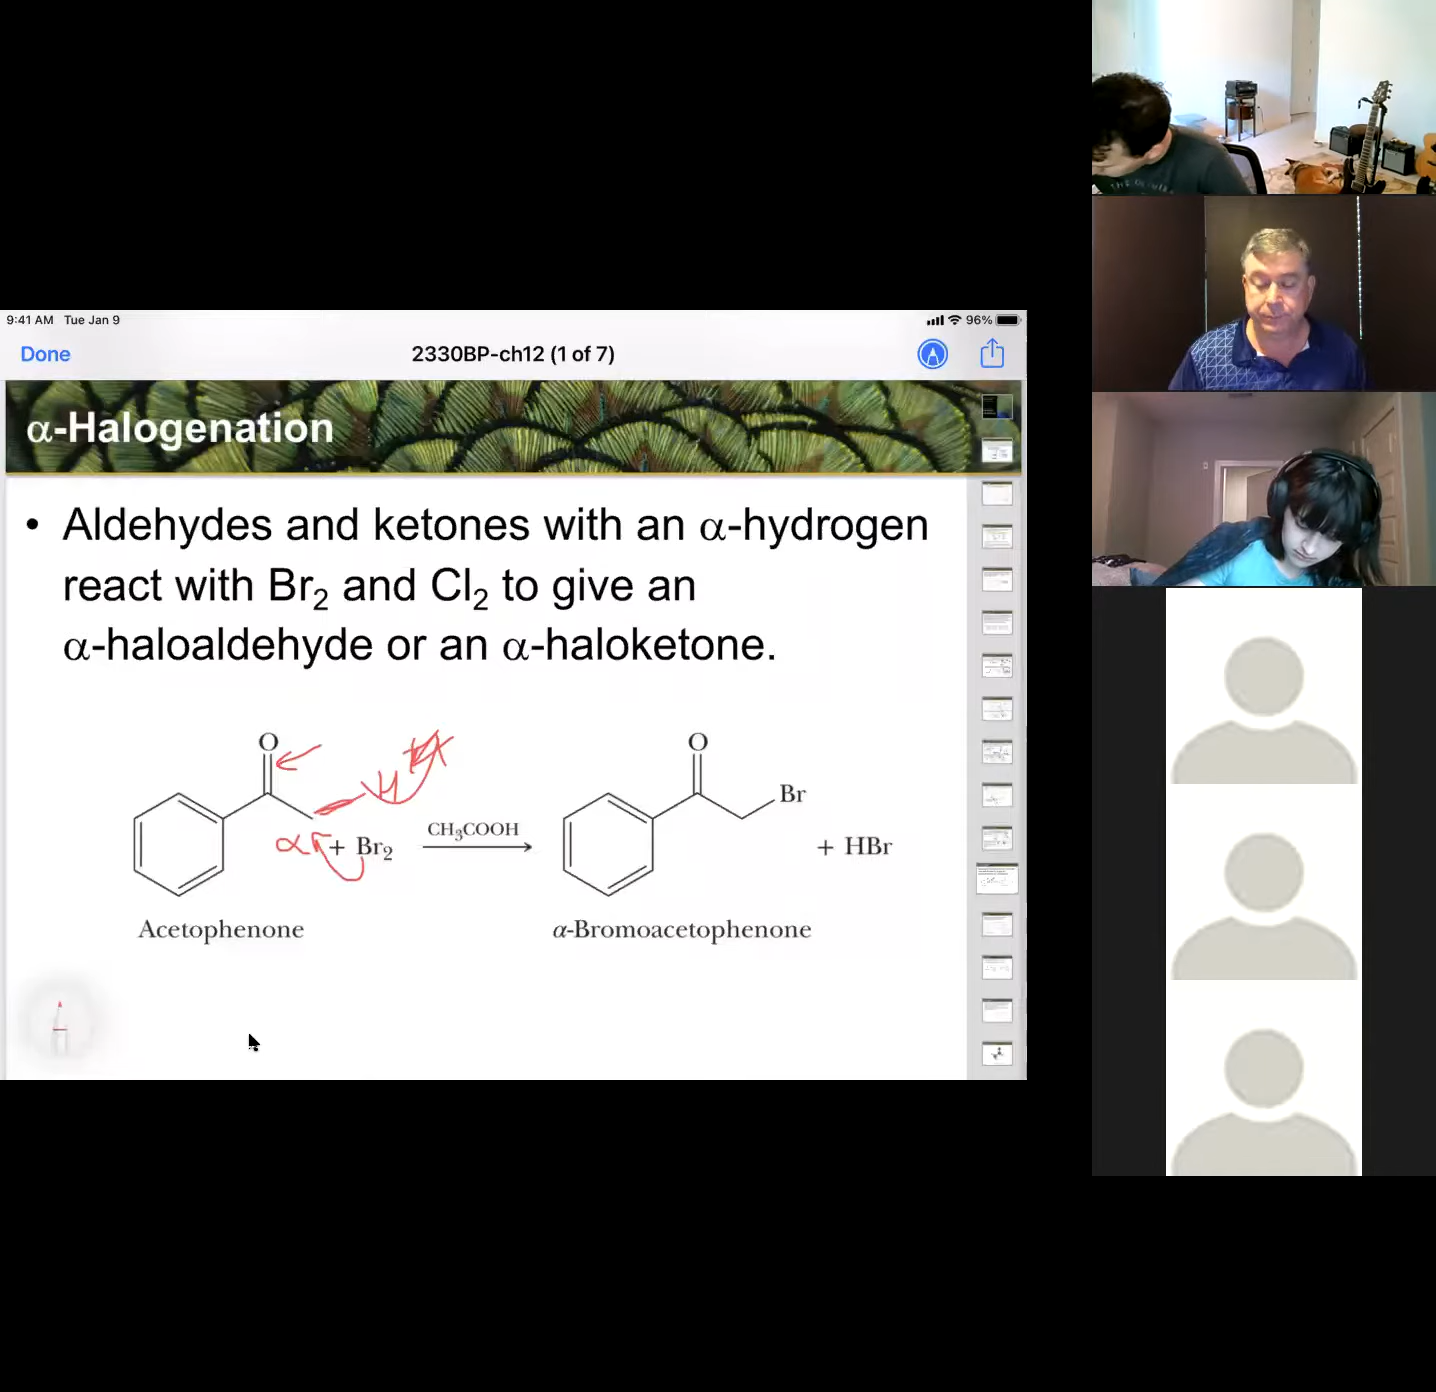 9:41 AM Tue Jan 9
96%
Done
2330BP-ch12 (1 of 7)
α-Halogenation
• Aldehydes and ketones with an α-hydrogen
react with Br₂ and Cl₂ to give an
α-haloaldehyde or an α-haloketone.
O
O
H
Br
α + Br₂
CH₃COOH
+ HBr
Acetophenone
α-Bromoacetophenone